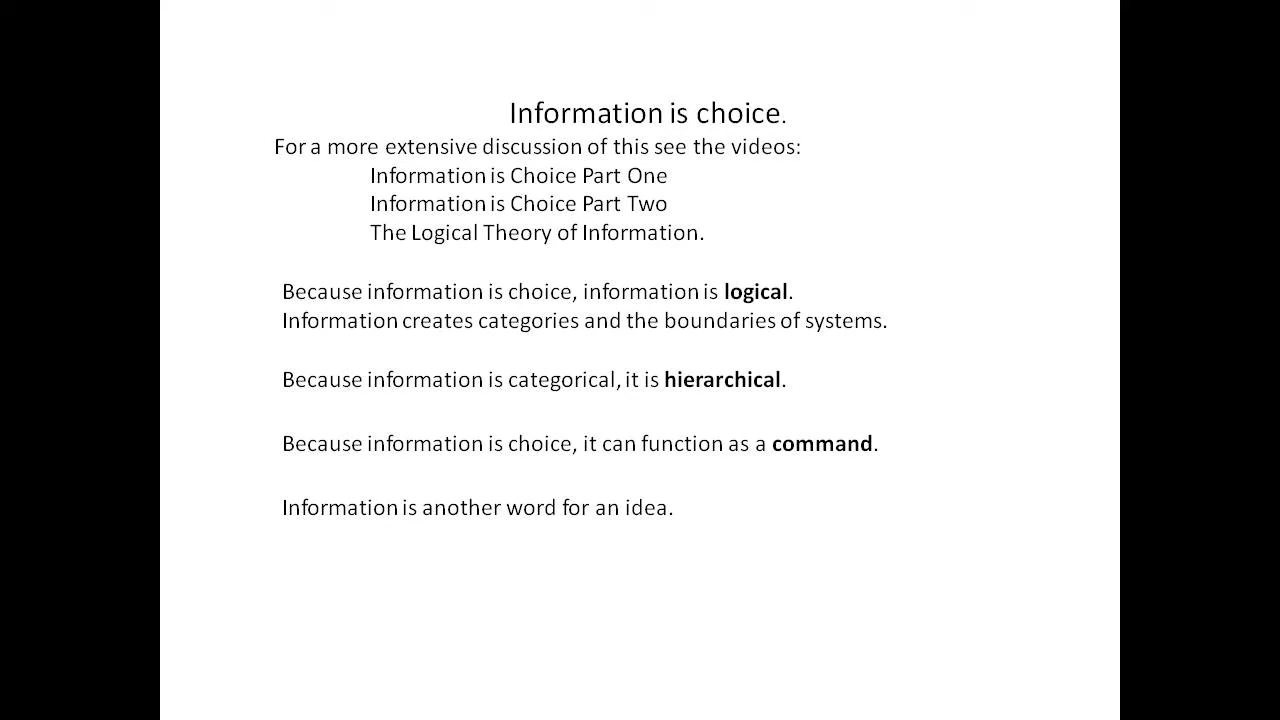 Information is choice.
For a more extensive discussion of this see the videos:
Information is Choice Part One
Information is Choice Part Two
The Logical Theory of Information.
Because information is choice, information is logical.
Information creates categories and the boundaries of systems.
Because information is categorical, it is hierarchical.
Because information is choice, it can function as a command.
Information is another word for an idea.